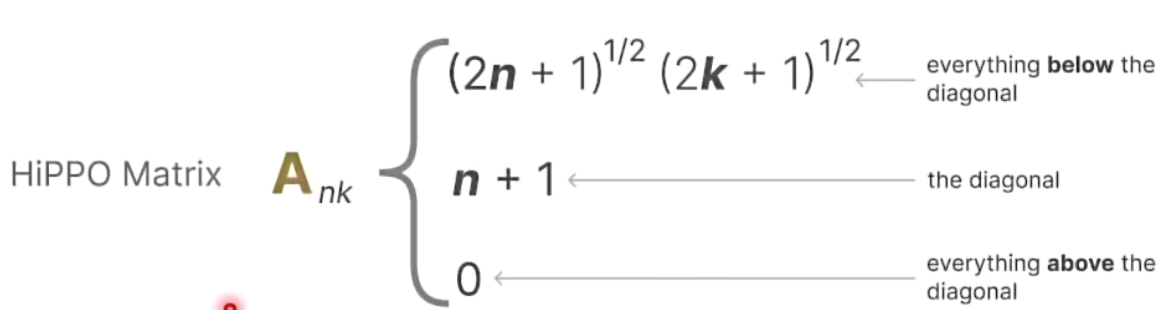 (2n + 1)^1/2 (2k + 1)^1/2
everything below the
diagonal
HiPPO Matrix A_nk
n + 1
the diagonal
0
everything above the
diagonal